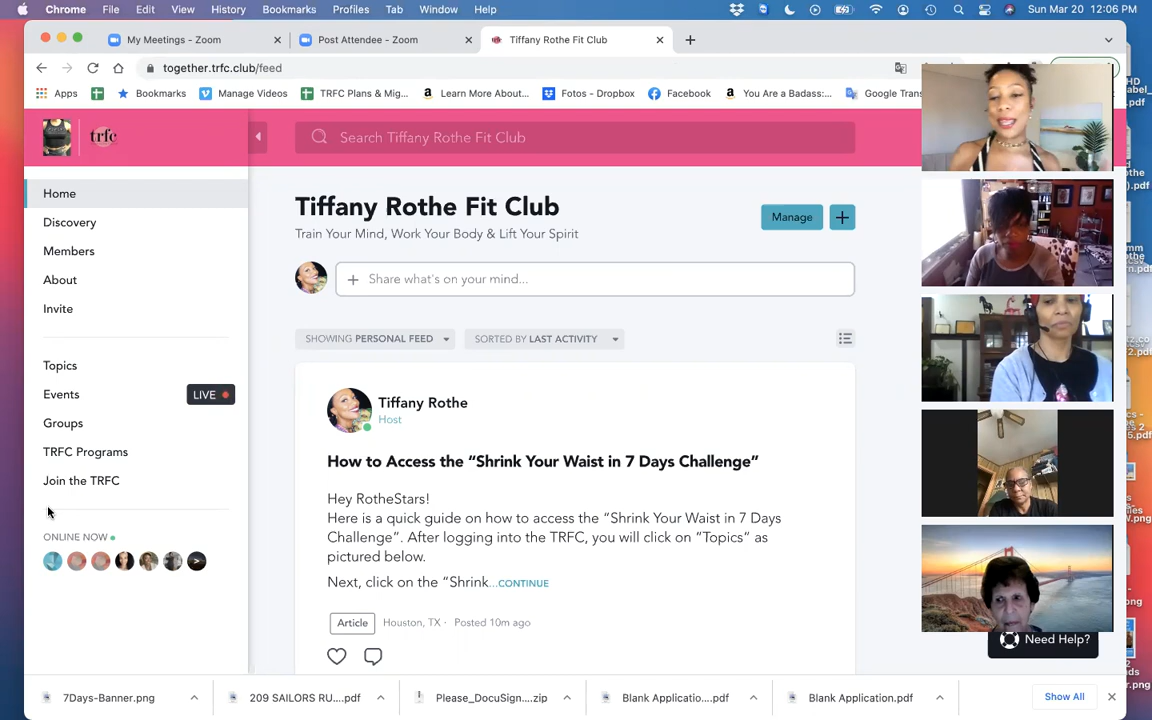 Chrome File Edit View History Bookmarks Profiles Tab Window Help Sun Mar 20 12:06 PM
My Meetings - Zoom Post Attendee - Zoom Tiffany Rothe Fit Club
together.trfc.club/feed
Apps Bookmarks Manage Videos TRFC Plans & Mig... Learn More About... Fotos - Dropbox Facebook You Are a Badass:... Google Trans
trfc
Search Tiffany Rothe Fit Club
Home
Discovery
Members
About
Invite
Topics
Events LIVE
Groups
TRFC Programs
Join the TRFC
ONLINE NOW
Tiffany Rothe Fit Club
Train Your Mind, Work Your Body & Lift Your Spirit
Manage +
+ Share what's on your mind...
SHOWING PERSONAL FEED SORTED BY LAST ACTIVITY
Tiffany Rothe
Host
How to Access the “Shrink Your Waist in 7 Days Challenge”
Hey RotheStars!
Here is a quick guide on how to access the “Shrink Your Waist in 7 Days
Challenge”. After logging into the TRFC, you will click on “Topics” as
pictured below.
Next, click on the “Shrink...CONTINUE
Article Houston, TX · Posted 10m ago
Need Help?
7Days-Banner.png 209 SAILORS RU....pdf Please_DocuSign....zip Blank Applicatio....pdf Blank Application.pdf Show All